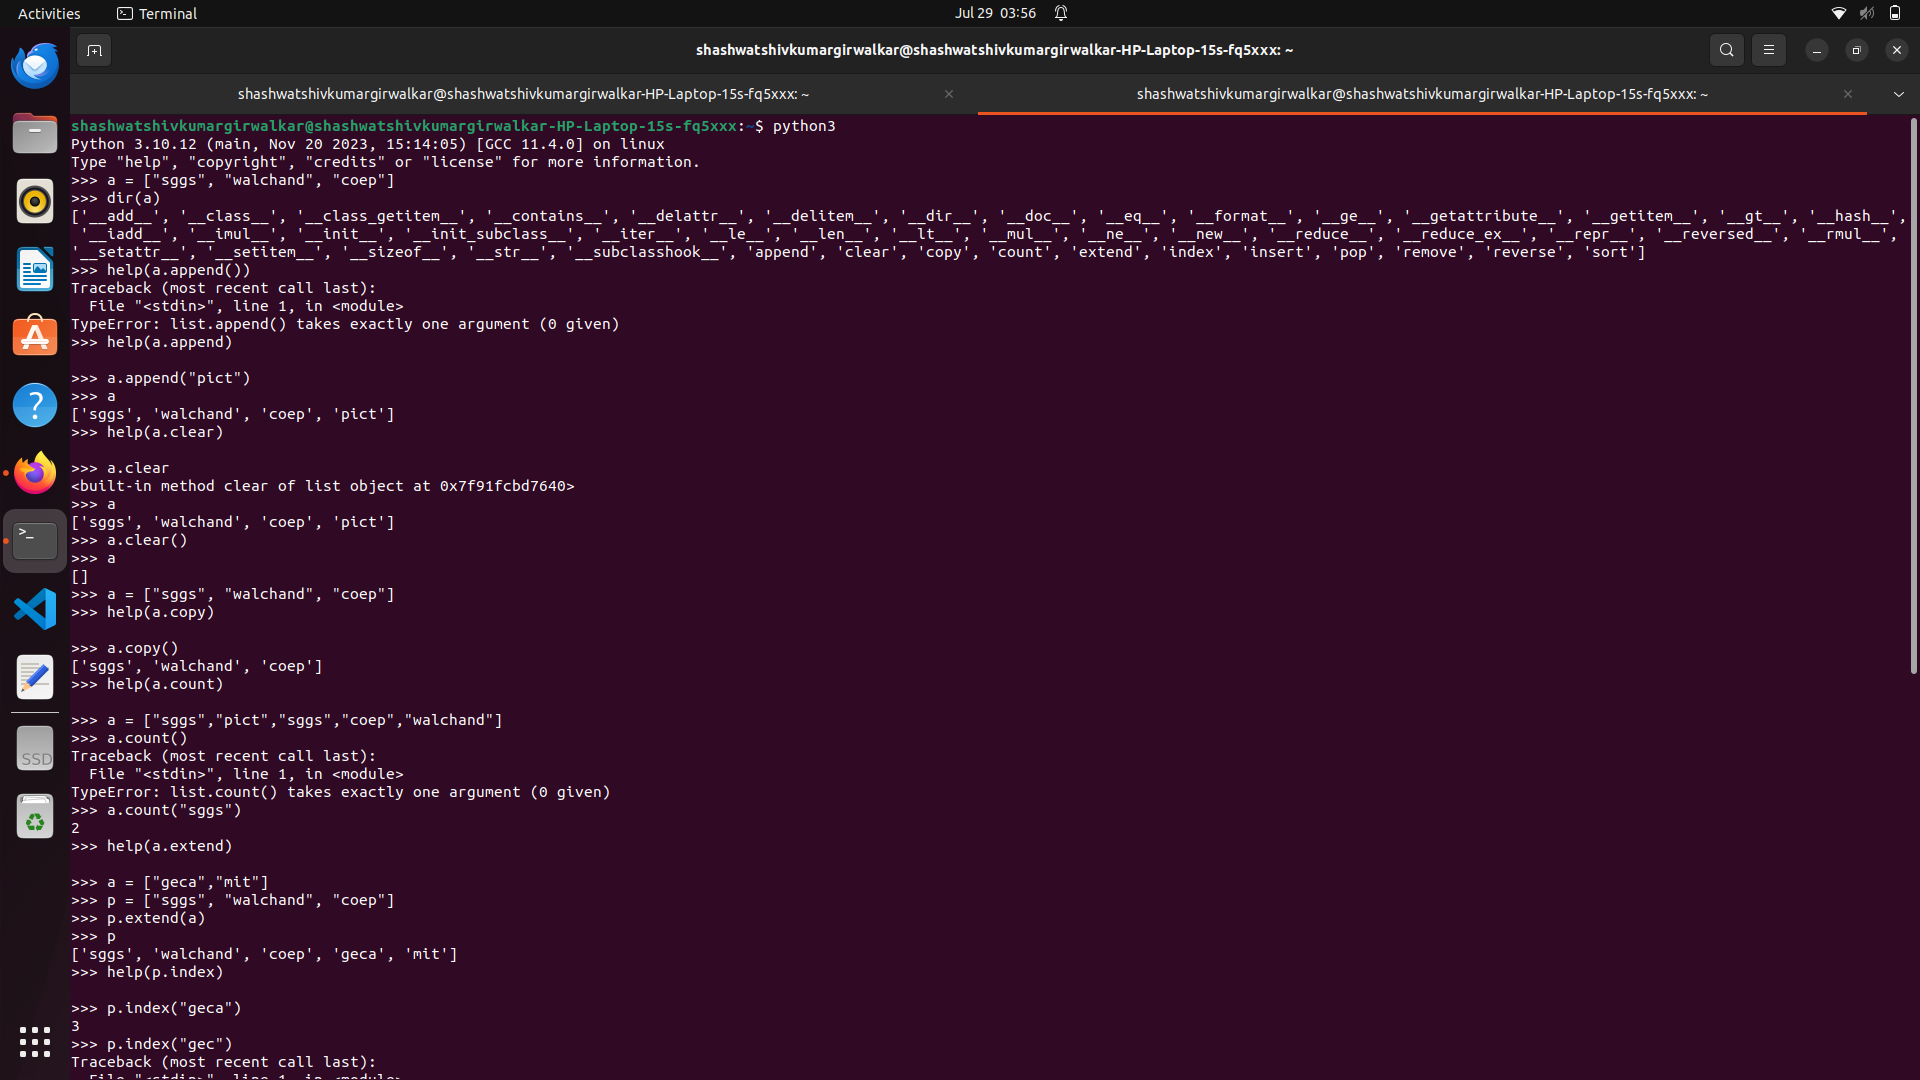 Activities
Terminal
Jul 29 03:56
shashwatshivkumargirwalkar@shashwatshivkumargirwalkar-HP-Laptop-15s-fq5xxx: ~
shashwatshivkumargirwalkar@shashwatshivkumargirwalkar-HP-Laptop-15s-fq5xxx: ~
shashwatshivkumargirwalkar@shashwatshivkumargirwalkar-HP-Laptop-15s-fq5xxx: ~
shashwatshivkumargirwalkar@shashwatshivkumargirwalkar-HP-Laptop-15s-fq5xxx:~$ python3
Python 3.10.12 (main, Nov 20 2023, 15:14:05) [GCC 11.4.0] on linux
Type "help", "copyright", "credits" or "license" for more information.
>>> a = ["sggs", "walchand", "coep"]
>>> dir(a)
['__add__', '__class__', '__class_getitem__', '__contains__', '__delattr__', '__delitem__', '__dir__', '__doc__', '__eq__', '__format__', '__ge__', '__getattribute__', '__getitem__', '__gt__', '__hash__',
'__iadd__', '__imul__', '__init__', '__init_subclass__', '__iter__', '__le__', '__len__', '__lt__', '__mul__', '__ne__', '__new__', '__reduce__', '__reduce_ex__', '__repr__', '__reversed__', '__rmul__',
'__setattr__', '__setitem__', '__sizeof__', '__str__', '__subclasshook__', 'append', 'clear', 'copy', 'count', 'extend', 'index', 'insert', 'pop', 'remove', 'reverse', 'sort']
>>> help(a.append())
Traceback (most recent call last):
  File "<stdin>", line 1, in <module>
TypeError: list.append() takes exactly one argument (0 given)
>>> help(a.append)
>>> a.append("pict")
>>> a
['sggs', 'walchand', 'coep', 'pict']
>>> help(a.clear)
>>> a.clear
<built-in method clear of list object at 0x7f91fcbd7640>
>>> a
['sggs', 'walchand', 'coep', 'pict']
>>> a.clear()
>>> a
[]
>>> a = ["sggs", "walchand", "coep"]
>>> help(a.copy)
>>> a.copy()
['sggs', 'walchand', 'coep']
>>> help(a.count)
>>> a = ["sggs","pict","sggs","coep","walchand"]
>>> a.count()
Traceback (most recent call last):
  File "<stdin>", line 1, in <module>
TypeError: list.count() takes exactly one argument (0 given)
>>> a.count("sggs")
2
>>> help(a.extend)
>>> a = ["geca","mit"]
>>> p = ["sggs", "walchand", "coep"]
>>> p.extend(a)
>>> p
['sggs', 'walchand', 'coep', 'geca', 'mit']
>>> help(p.index)
>>> p.index("geca")
3
>>> p.index("gec")
Traceback (most recent call last):
SSD